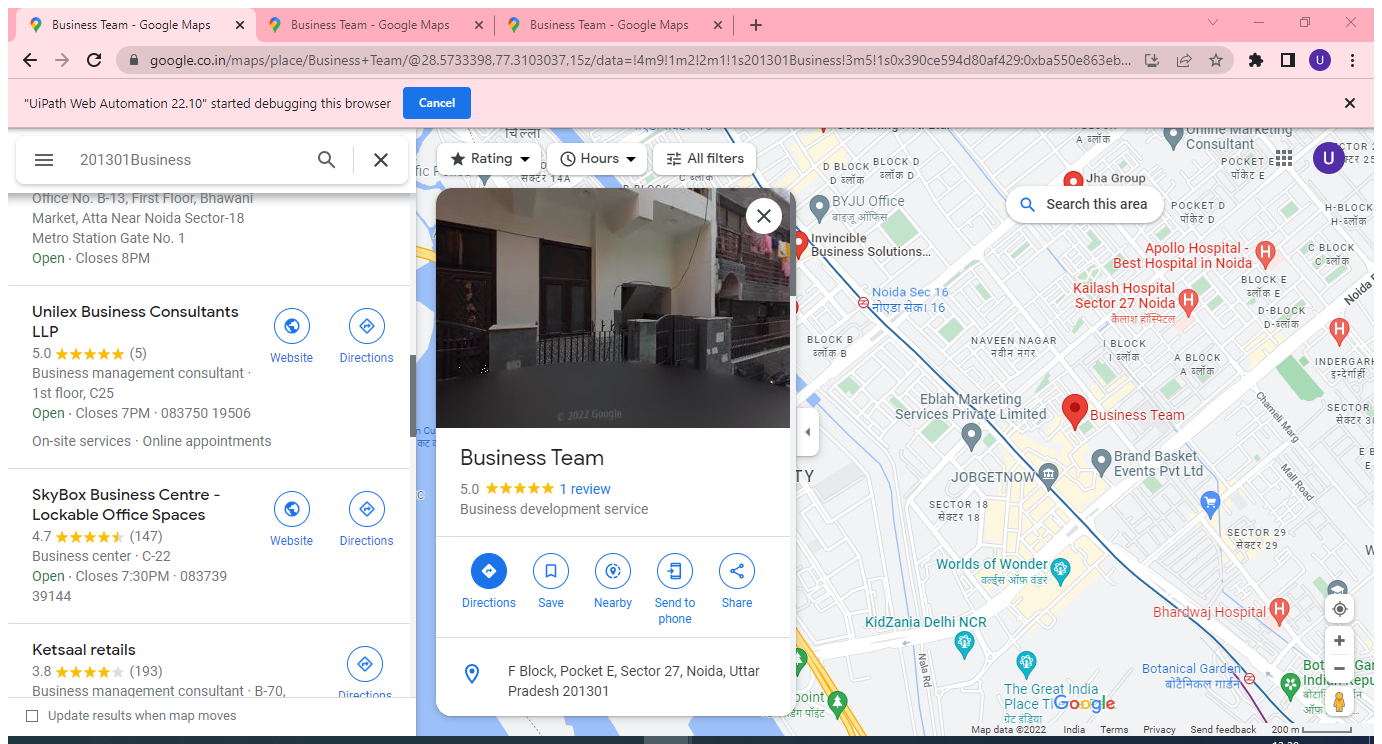 Business Team - Google Maps
Business Team - Google Maps
Business Team - Google Maps
google.co.in/maps/place/Business+Team/@28.5733398,77.3103037,15z/data=!4m9!1m2!2m1!1s201301Business!3m5!1s0x390ce594d80af429:0xba550e863eb...
U
"UiPath Web Automation 22.10" started debugging this browser
Cancel
201301Business
Office No. B-13, First Floor, Bhawani
Market, Atta Near Noida Sector-18
Metro Station Gate No. 1
Open · Closes 8PM
Unilex Business Consultants
LLP
5.0 (5)
Business management consultant ·
1st floor, C25
Open · Closes 7PM · 083750 19506
On-site services · Online appointments
Website
Directions
SkyBox Business Centre -
Lockable Office Spaces
4.7 (147)
Business center · C-22
Open · Closes 7:30PM · 083739
39144
Website
Directions
Ketsaal retails
3.8 (193)
Business management consultant · B-70,
Directions
Update results when map moves
Rating
Hours
All filters
© 2022 Google
Business Team
5.0 1 review
Business development service
Directions
Save
Nearby
Send to
phone
Share
F Block, Pocket E, Sector 27, Noida, Uttar
Pradesh 201301
चिल्ला
सेक्टर 14A
D BLOCK
D ब्लॉक
D BLOCK
D ब्लॉक
A BLOCK
A ब्लॉक
Online Marketing
Consultant
U
Jha Group
Search this area
POCKET E
पॉकेट E
POCKET D
पॉकेट D
H-BLOCK
H-ब्लॉक
BYJU Office
बाइजू ऑफिस
Invincible
Business Solutions...
Apollo Hospital -
Best Hospital in Noida
C BLOCK
C ब्लॉक
Noida Sec 16
नोएडा सेक। 16
Kailash Hospital
Sector 27 Noida
कैलाश हॉस्पिटल
BLOCK E
E ब्लॉक
D-BLOCK
D-ब्लॉक
Noida
BLOCK B
ब्लॉक B
NAVEEN NAGAR
नवीन नगर
I BLOCK
I ब्लॉक
A BLOCK
A ब्लॉक
Eblah Marketing
Services Private Limited
Business Team
Chameli Marg
Brand Basket
Events Pvt Ltd
JOBGETNOW
Mall Road
SECTOR 18
सेक्टर 18
SECTOR 29
सेक्टर 29
Worlds of Wonder
वर्ल्ड्स ऑफ़ वंडर
Bhardwaj Hospital
KidZania Delhi NCR
Nala Rd
Botanical Garden
बोटैनिकल गार्डन
The Great India
ग्रेट इंडिया
Google
Map data ©2022
India
Terms
Privacy
Send feedback
200 m